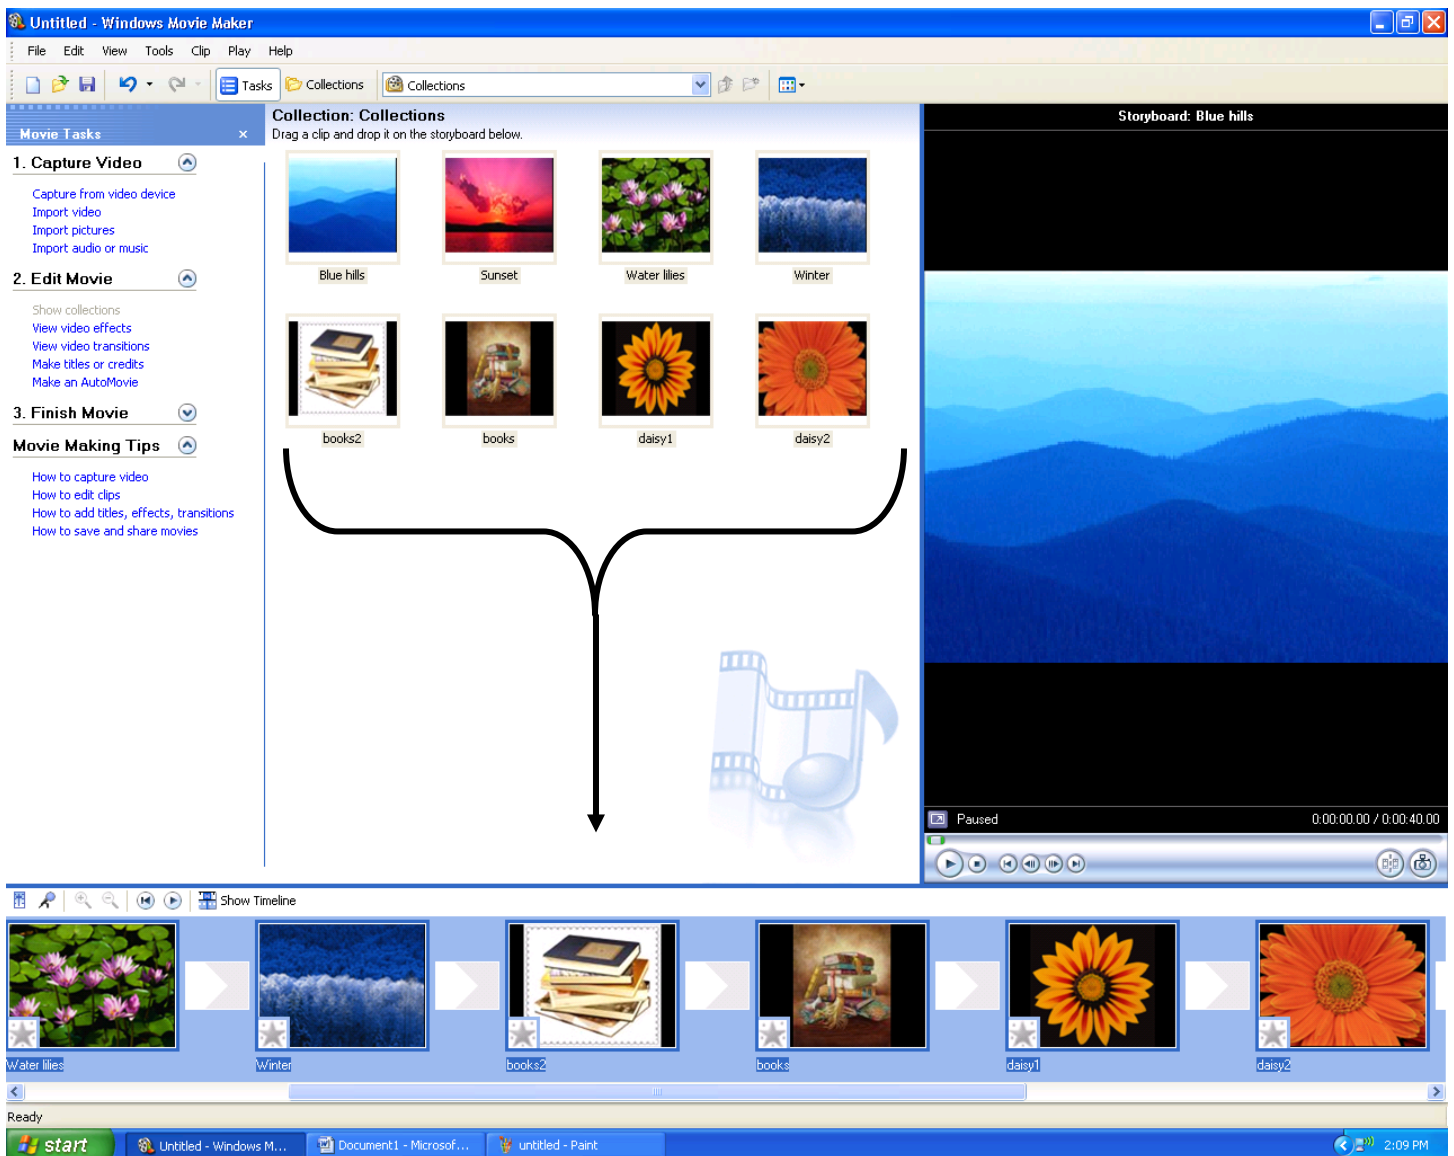 Untitled - Windows Movie Maker
File Edit View Tools Clip Play Help
Tasks Collections Collections
Movie Tasks
1. Capture Video
Capture from video device
Import video
Import pictures
Import audio or music
2. Edit Movie
Show collections
View video effects
View video transitions
Make titles or credits
Make an AutoMovie
3. Finish Movie
Movie Making Tips
How to capture video
How to edit clips
How to add titles, effects, transitions
How to save and share movies
Collection: Collections
Drag a clip and drop it on the storyboard below.
Blue hills Sunset Water lilies Winter
books2 books daisy1 daisy2
Storyboard: Blue hills
Paused 0:00:00.00 / 0:00:40.00
Show Timeline
Water lilies Winter books2 books daisy1 daisy2
Ready
start Untitled - Windows M... Document1 - Microsof... untitled - Paint 2:09 PM